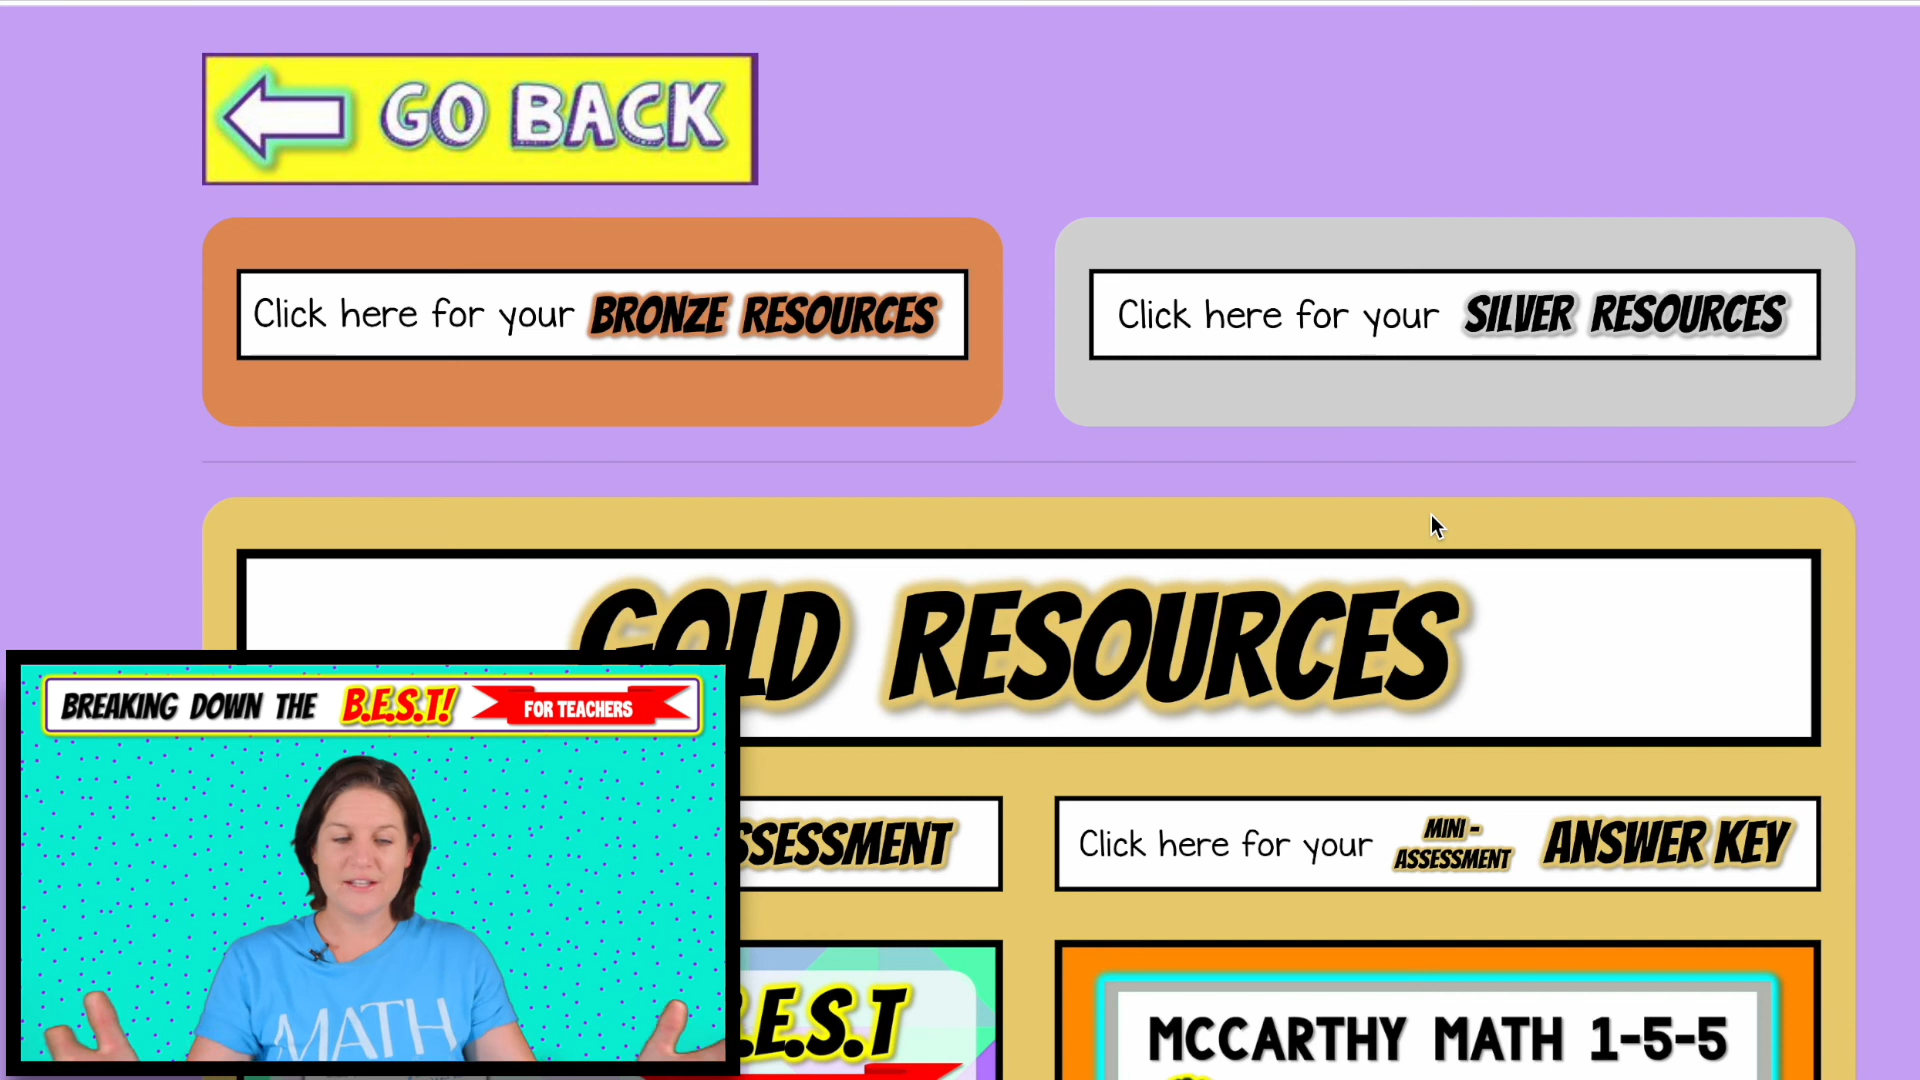 GO BACK
Click here for your BRONZE RESOURCES
Click here for your SILVER RESOURCES
GOLD RESOURCES
BREAKING DOWN THE B.E.S.T! FOR TEACHERS
SSESSMENT
Click here for your MINI - ASSESSMENT ANSWER KEY
MATH
.E.S.T
MCCARTHY MATH 1-5-5